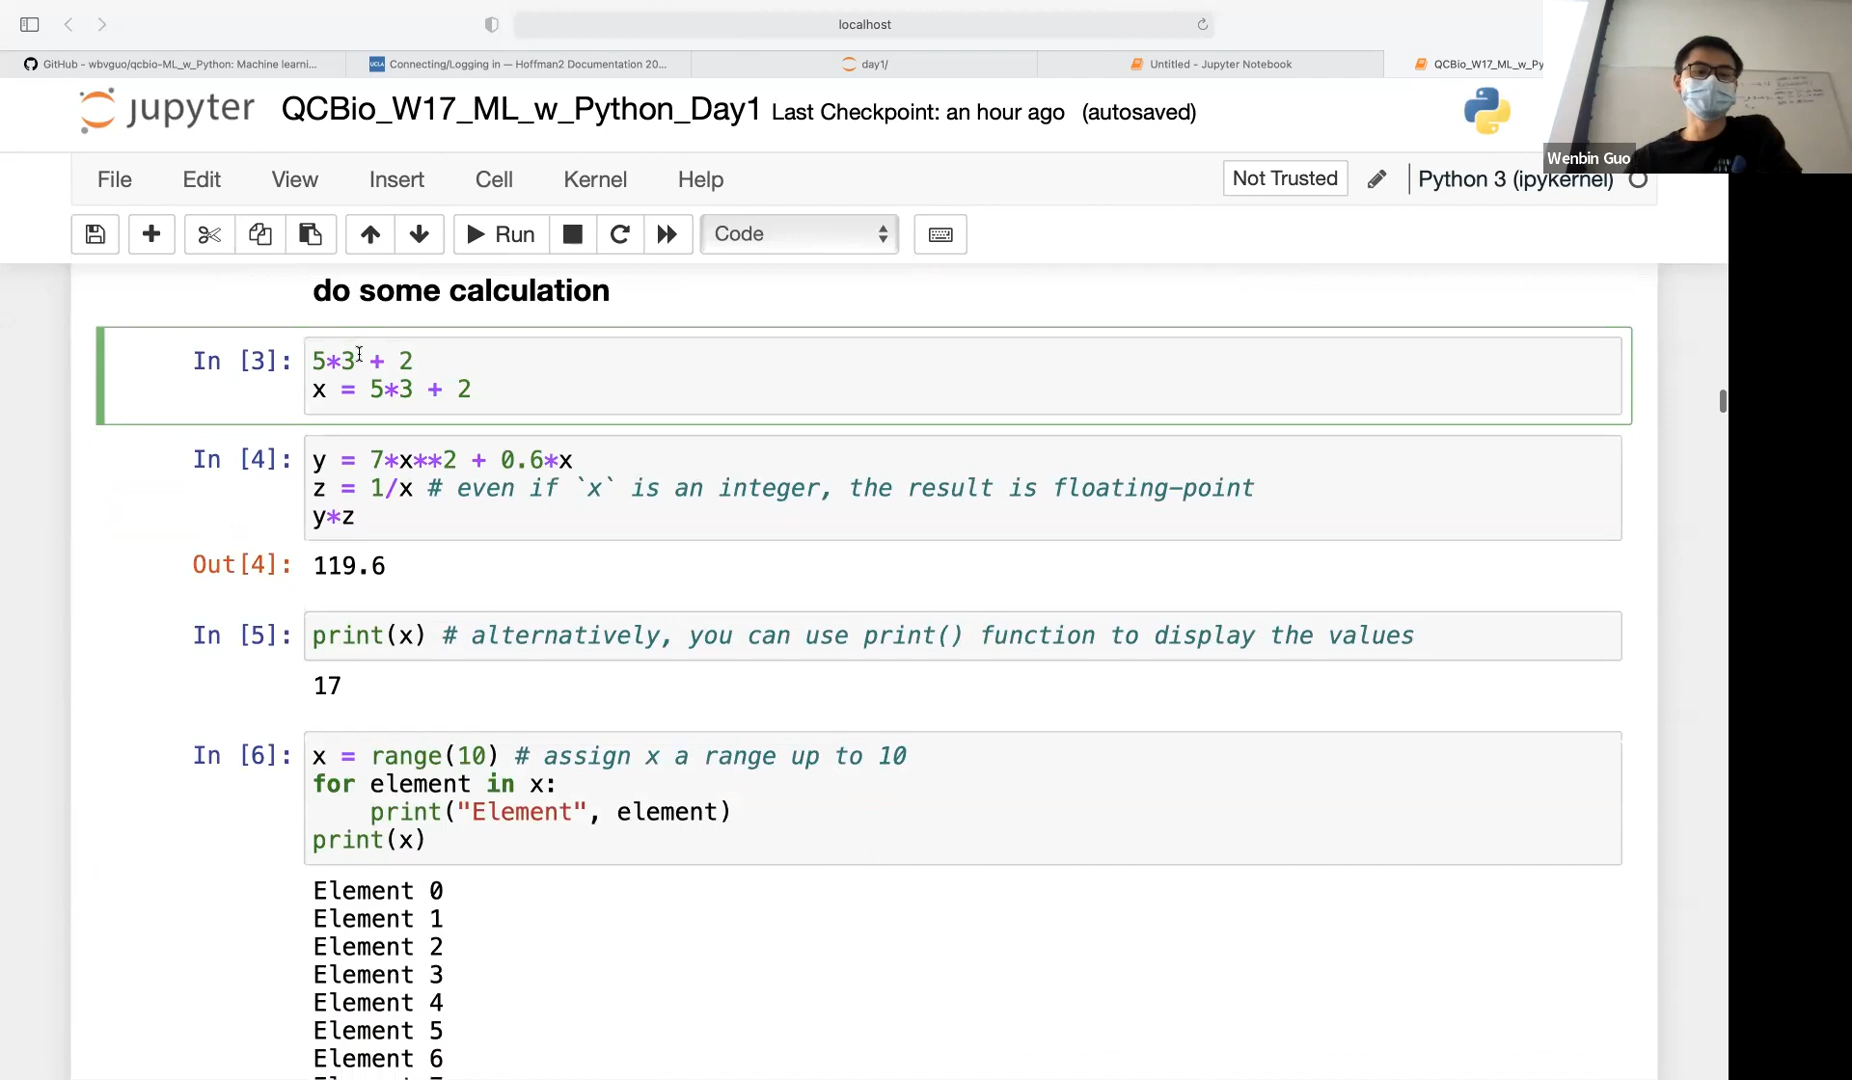 localhost
GitHub - wbvguo/qcbio-ML_w_Python: Machine learni...
UCLA Connecting/Logging in — Hoffman2 Documentation 20...
day1/
Untitled - Jupyter Notebook
QCBio_W17_ML_w_Py
jupyter QCBio_W17_ML_w_Python_Day1 Last Checkpoint: an hour ago (autosaved)
Wenbin Guo
File Edit View Insert Cell Kernel Help Not Trusted Python 3 (ipykernel)
Run Code
do some calculation
In [3]: 5*3 + 2
x = 5*3 + 2
In [4]: y = 7*x**2 + 0.6*x
z = 1/x # even if `x` is an integer, the result is floating-point
y*z
Out[4]: 119.6
In [5]: print(x) # alternatively, you can use print() function to display the values
17
In [6]: x = range(10) # assign x a range up to 10
for element in x:
    print("Element", element)
print(x)
Element 0
Element 1
Element 2
Element 3
Element 4
Element 5
Element 6